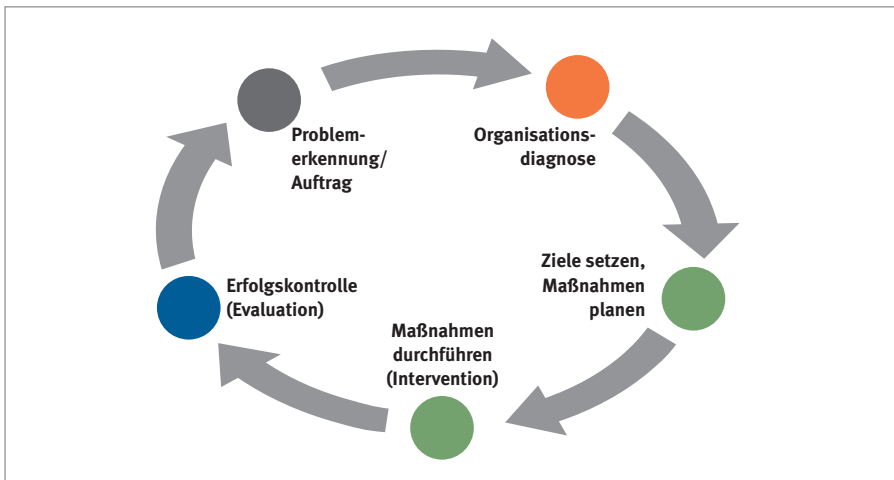 Problem-
erkennung/
Auftrag
Organisations-
diagnose
Ziele setzen,
Maßnahmen
planen
Maßnahmen
durchführen
(Intervention)
Erfolgskontrolle
(Evaluation)